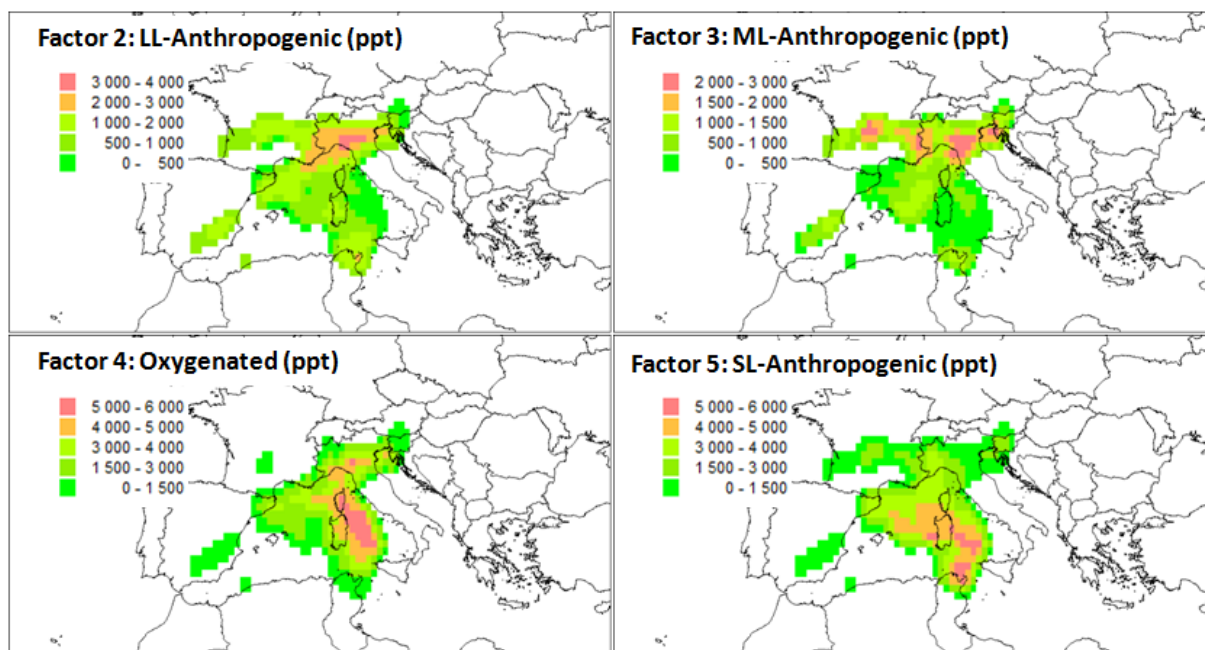 Factor 2: LL-Anthropogenic (ppt)
3 000 - 4 000
2 000 - 3 000
1 000 - 2 000
500 - 1 000
0 - 500
Factor 3: ML-Anthropogenic (ppt)
2 000 - 3 000
1 500 - 2 000
1 000 - 1 500
500 - 1 000
0 - 500
Factor 4: Oxygenated (ppt)
5 000 - 6 000
4 000 - 5 000
3 000 - 4 000
1 500 - 3 000
0 - 1 500
Factor 5: SL-Anthropogenic (ppt)
5 000 - 6 000
4 000 - 5 000
3 000 - 4 000
1 500 - 3 000
0 - 1 500